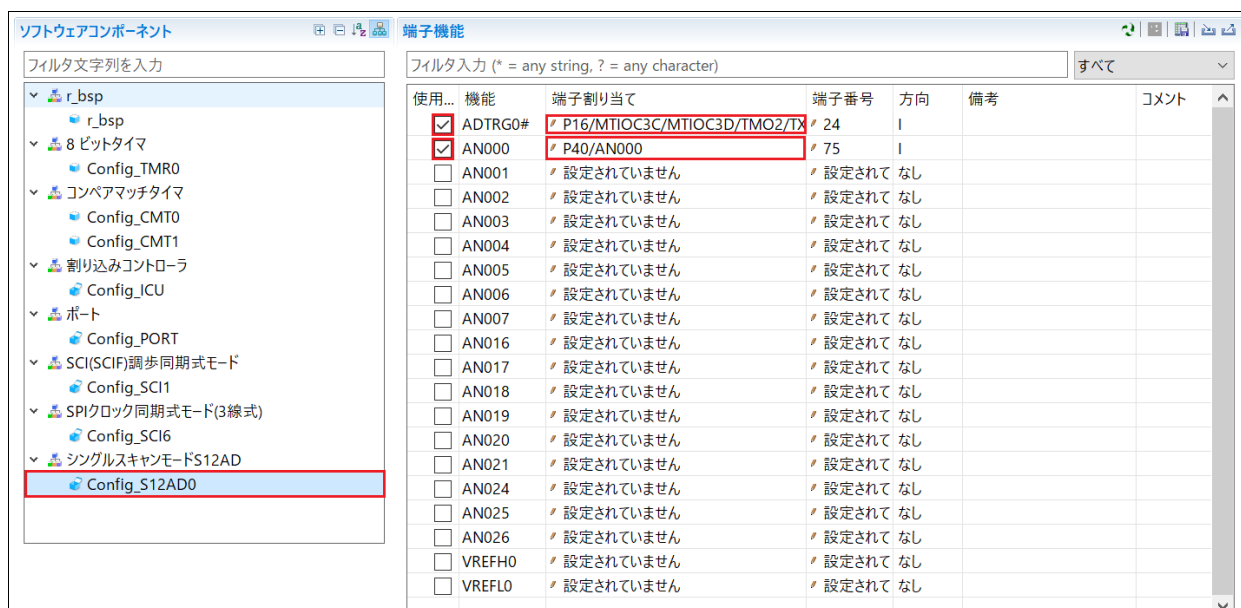 ソフトウェアコンポーネント
フィルタ文字列を入力
r_bsp
r_bsp
8 ビットタイマ
Config_TMR0
コンペアマッチタイマ
Config_CMT0
Config_CMT1
割り込みコントローラ
Config_ICU
ポート
Config_PORT
SCI(SCIF)調歩同期式モード
Config_SCI1
SPIクロック同期式モード(3線式)
Config_SCI6
シングルスキャンモードS12AD
Config_S12AD0
端子機能
フィルタ入力 (* = any string, ? = any character) すべて
使用... 機能 端子割り当て 端子番号 方向 備考 コメント
ADTRG0# P16/MTIOC3C/MTIOC3D/TMO2/TX 24 I
AN000 P40/AN000 75 I
AN001 設定されていません 設定されて なし
AN002 設定されていません 設定されて なし
AN003 設定されていません 設定されて なし
AN004 設定されていません 設定されて なし
AN005 設定されていません 設定されて なし
AN006 設定されていません 設定されて なし
AN007 設定されていません 設定されて なし
AN016 設定されていません 設定されて なし
AN017 設定されていません 設定されて なし
AN018 設定されていません 設定されて なし
AN019 設定されていません 設定されて なし
AN020 設定されていません 設定されて なし
AN021 設定されていません 設定されて なし
AN024 設定されていません 設定されて なし
AN025 設定されていません 設定されて なし
AN026 設定されていません 設定されて なし
VREFH0 設定されていません 設定されて なし
VREFL0 設定されていません 設定されて なし